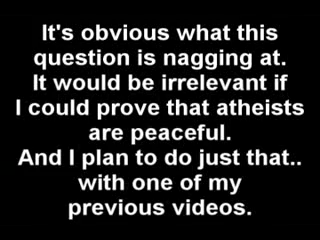 It's obvious what this
question is nagging at.
It would be irrelevant if
I could prove that atheists
are peaceful.
And I plan to do just that..
with one of my
previous videos.